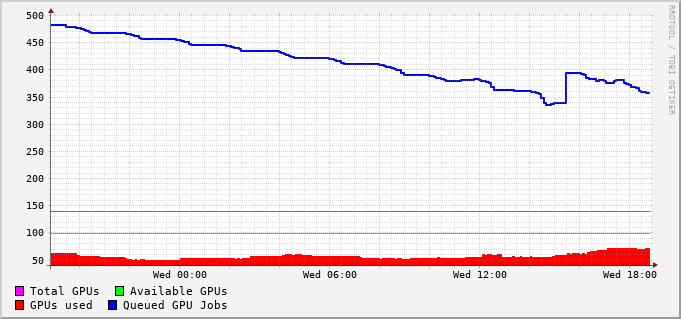 500
450
400
350
300
250
200
150
100
50
Wed 00:00 Wed 06:00 Wed 12:00 Wed 18:00
Total GPUs Available GPUs
GPUs used Queued GPU Jobs
RRDTOOL / TOBI OETIKER